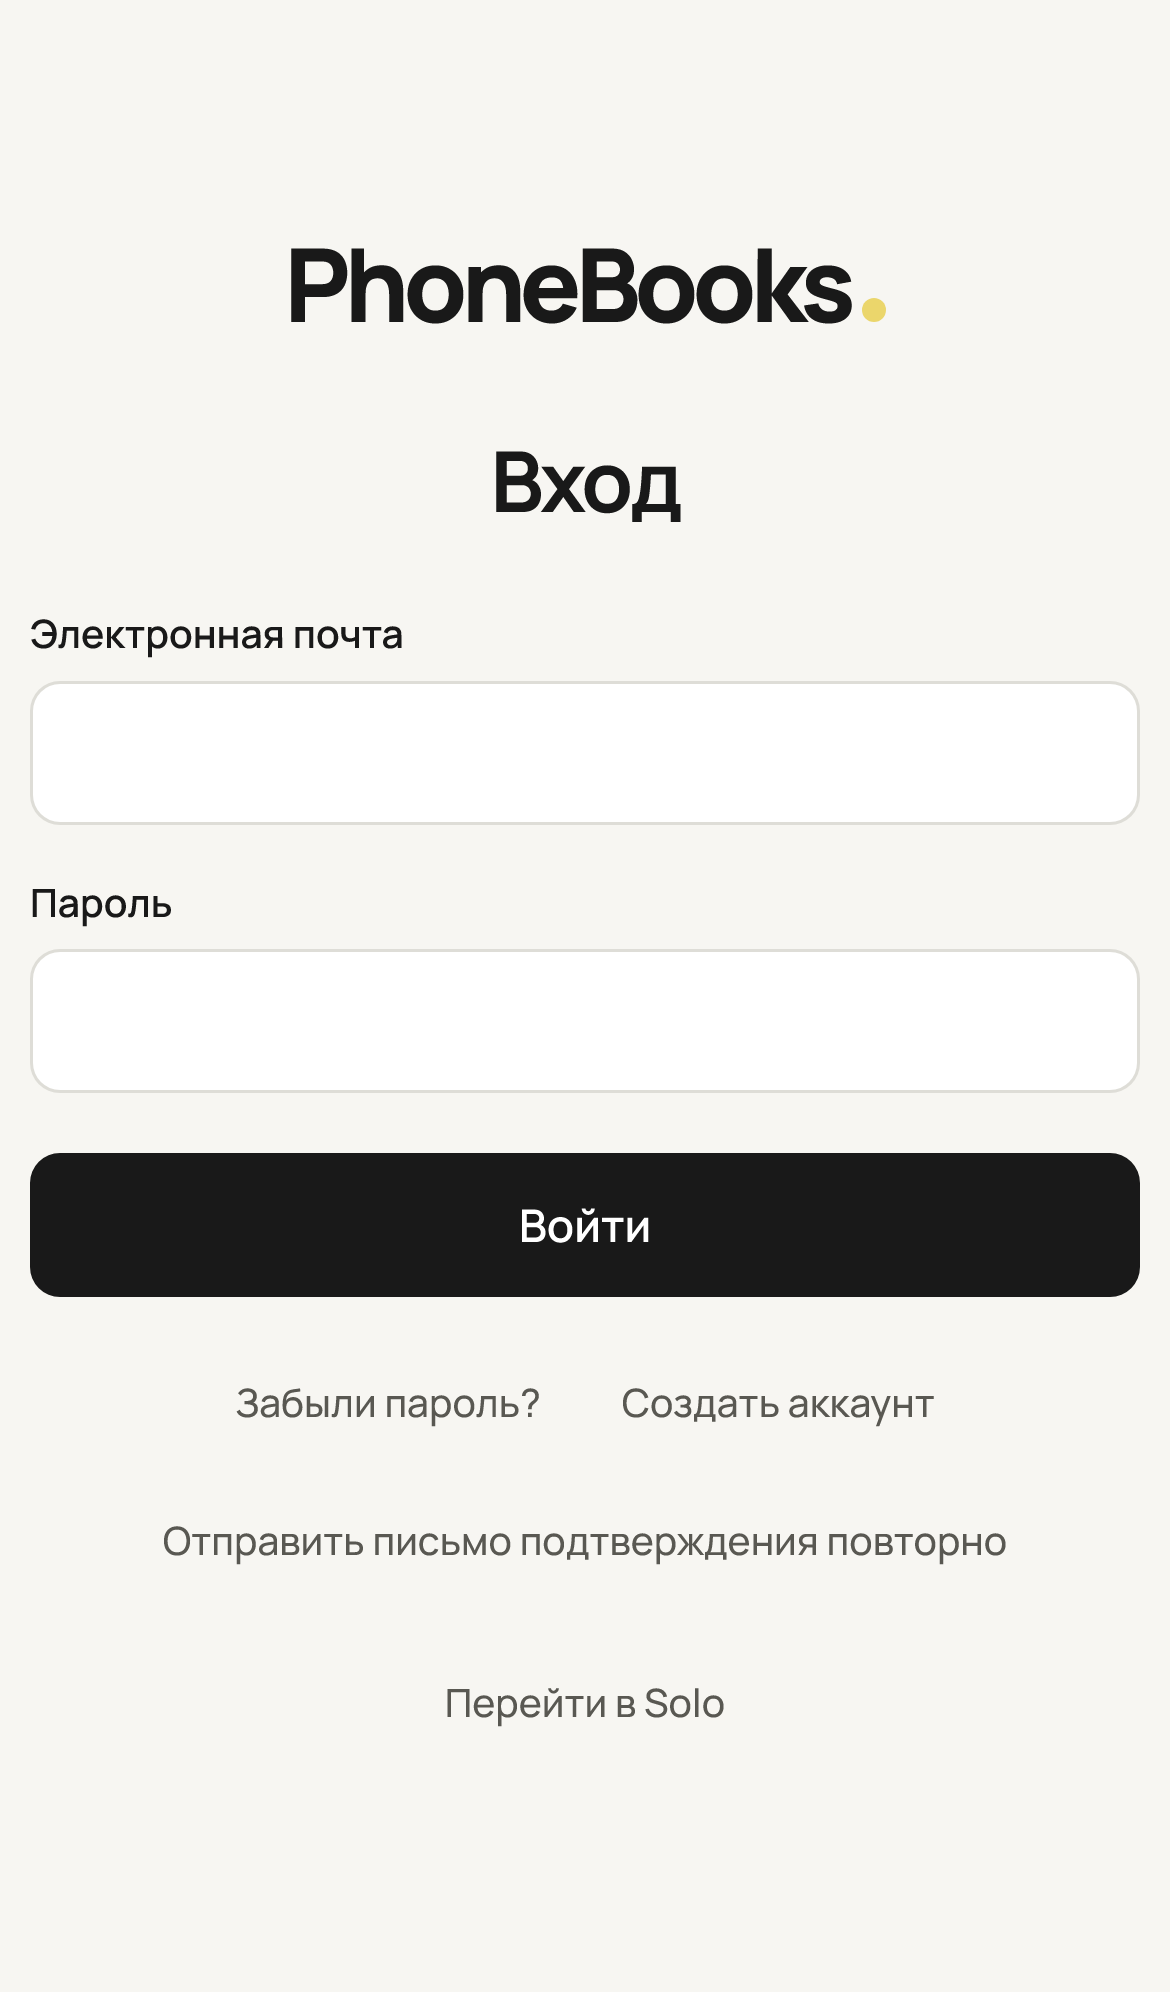 PhoneBooks.
Вход
Электронная почта
Пароль
Войти
Забыли пароль? Создать аккаунт
Отправить письмо подтверждения повторно
Перейти в Solo